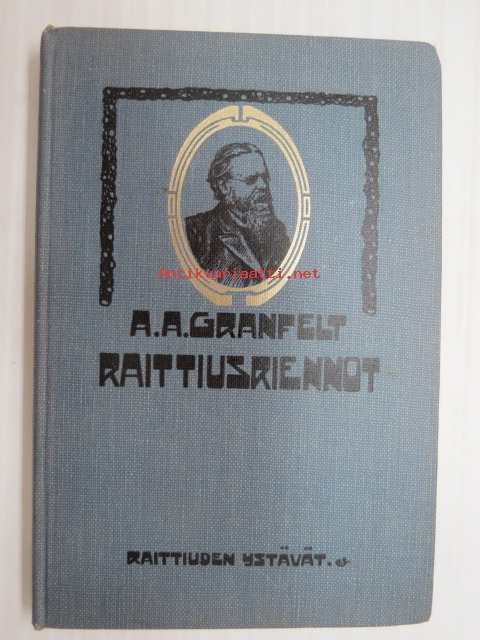 Antikvariaatti.net
A.A.GRANFELT
RAITTIUSRIENNOT
RAITTIUDEN YSTÄVÄT.